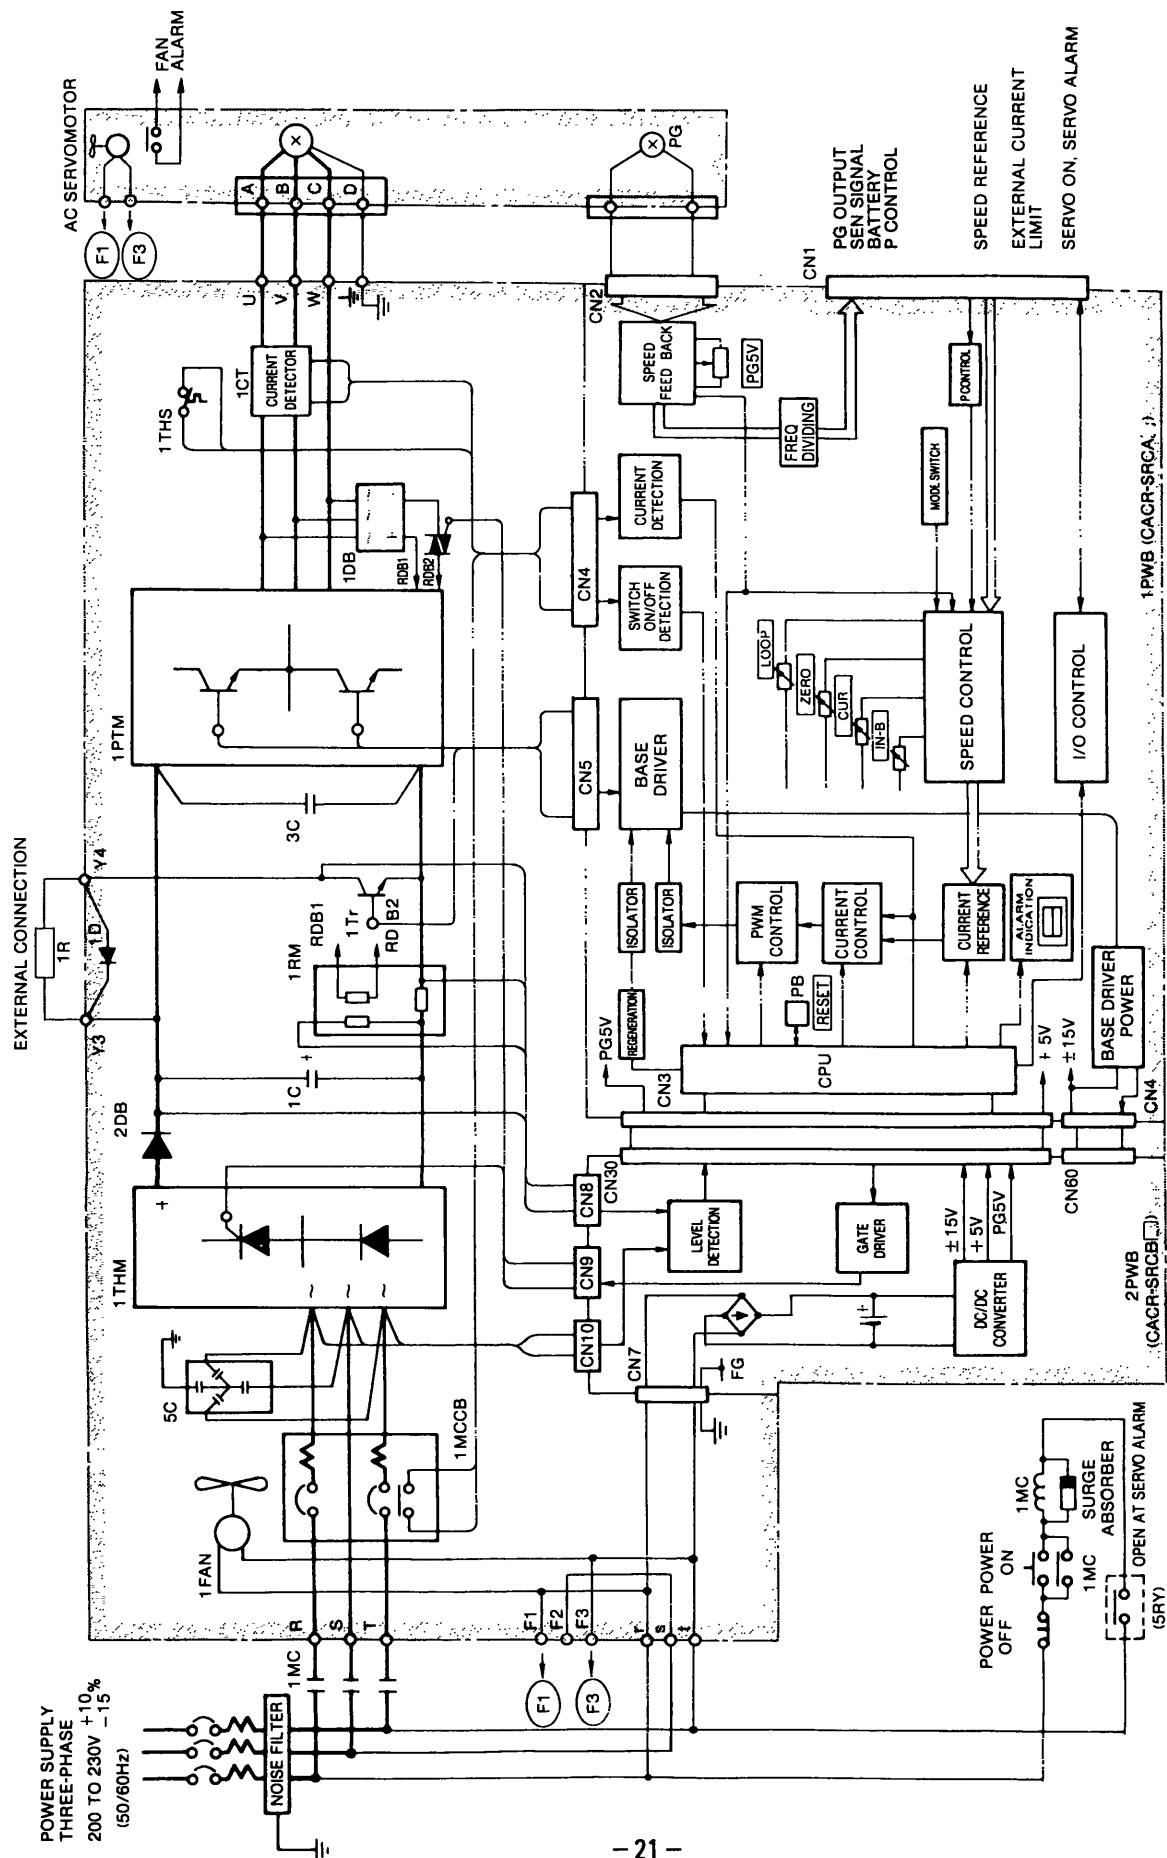 POWER SUPPLY
THREE-PHASE
200 TO 230V +10%
−15
(50/60Hz)
NOISE FILTER
1MC
R
S
T
1FAN
1MCCB
5C
1THM
+
~
~
~
2DB
EXTERNAL CONNECTION
1R
Y3
Y4
1D
1C
+
1RM
RDB1
1Tr
RD B2
3C
1PTM
1DB
RDB1
RDB2
1THS
1CT
CURRENT
DETECTOR
U
V
W
AC SERVOMOTOR
F1
F3
FAN
ALARM
A
B
C
D
PG
F1
F2
F3
r
s
t
F1
F3
CN10
CN9
CN8
CN7
CN30
FG
LEVEL
DETECTION
GATE
DRIVER
DC/DC
CONVERTER
+
±15V
+5V
PG5V
2PWB
(CACR-SRCB□)
CN60
CN4
CN3
PG5V
+5V
±15V
CPU
REGENERATION
ISOLATOR
ISOLATOR
PB
RESET
PWM
CONTROL
CURRENT
CONTROL
CURRENT
REFERENCE
ALARM
INDICATION
BASE DRIVER
POWER
CN5
BASE
DRIVER
CN4
SWITCH
ON/OFF
DETECTION
CURRENT
DETECTION
LOOP
ZERO
CUR
IN-B
SPEED CONTROL
I/O CONTROL
MODE SWITCH
P CONTROL
FREQ
DIVIDING
SPEED
FEED BACK
PG5V
CN2
CN1
1PWB (CACR-SRCA
PG OUTPUT
SEN SIGNAL
BATTERY
P CONTROL
SPEED REFERENCE
EXTERNAL CURRENT
LIMIT
SERVO ON, SERVO ALARM
POWER
OFF
POWER
ON
1MC
1MC
SURGE
ABSORBER
OPEN AT SERVO ALARM
(5RY)
−21−